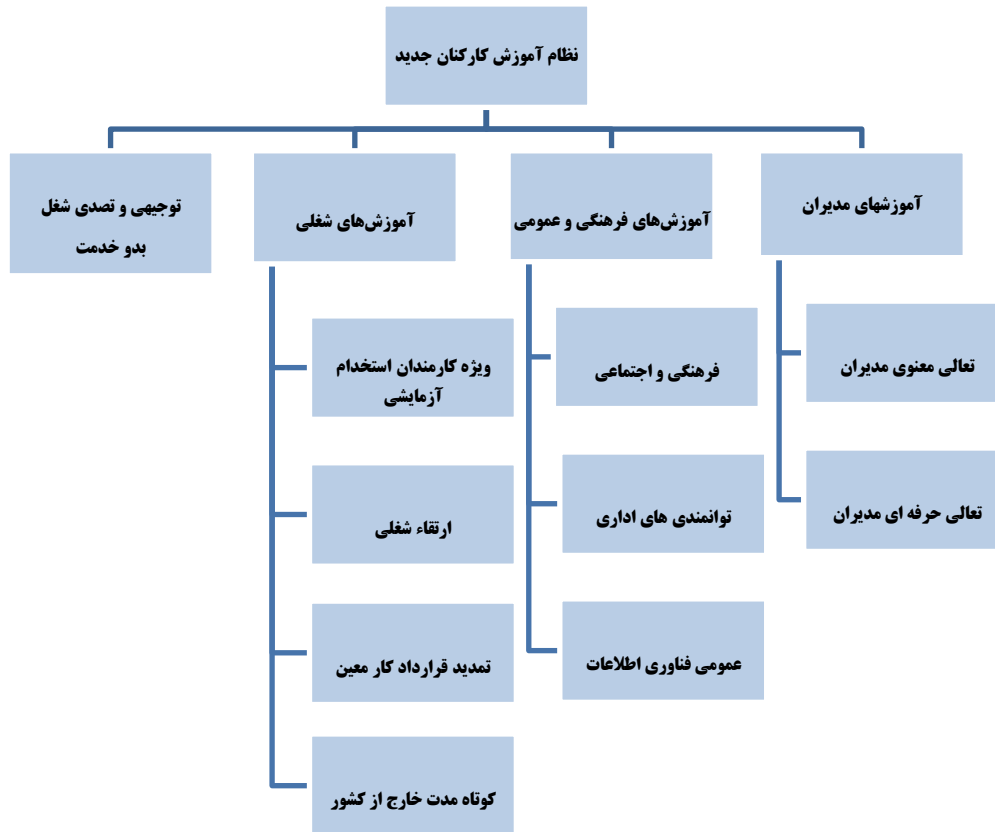 نظام آموزش کارکنان جدید
آموزشهای مدیران
آموزش‌های فرهنگی و عمومی
آموزش‌های شغلی
توجیهی و تصدی شغل
بدو خدمت
تعالی معنوی مدیران
تعالی حرفه ای مدیران
فرهنگی و اجتماعی
توانمندی های اداری
عمومی فناوری اطلاعات
ویژه کارمندان استخدام
آزمایشی
ارتقاء شغلی
تمدید قرارداد کار معین
کوتاه مدت خارج از کشور